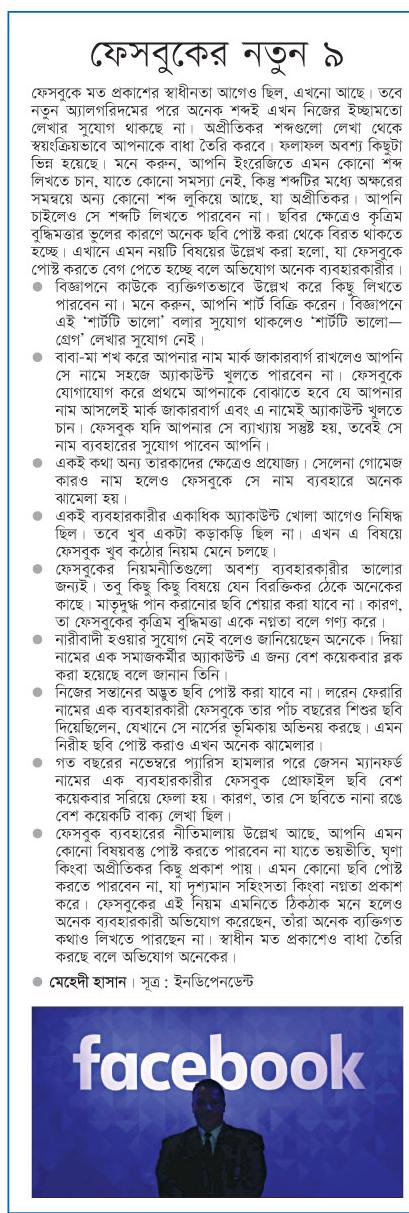 ফেসবুকের নতুন ৯
ফেসবুকে মত প্রকাশের স্বাধীনতা আগেও ছিল, এখনো আছে। তবে
নতুন অ্যালগরিদমের পরে অনেক শব্দই এখন নিজের ইচ্ছামতো
লেখার সুযোগ থাকছে না। অপ্রীতিকর শব্দগুলো লেখা থেকে
স্বয়ংক্রিয়ভাবে আপনাকে বাধা তৈরি করবে। ফলাফল অবশ্য কিছুটা
ভিন্ন হয়েছে। মনে করুন, আপনি ইংরেজিতে এমন কোনো শব্দ
লিখতে চান, যাতে কোনো সমস্যা নেই, কিন্তু শব্দটির মধ্যে অক্ষরের
সমন্বয়ে অন্য কোনো শব্দ লুকিয়ে আছে, যা অপ্রীতিকর। আপনি
চাইলেও সে শব্দটি লিখতে পারবেন না। ছবির ক্ষেত্রেও কৃত্রিম
বুদ্ধিমত্তার ভুলের কারণে অনেক ছবি পোস্ট করা থেকে বিরত থাকতে
হচ্ছে। এখানে এমন নয়টি বিষয়ের উল্লেখ করা হলো, যা ফেসবুকে
পোস্ট করতে বেগ পেতে হচ্ছে বলে অভিযোগ অনেক ব্যবহারকারীর।
● বিজ্ঞাপনে কাউকে ব্যক্তিগতভাবে উল্লেখ করে কিছু লিখতে
পারবেন না। মনে করুন, আপনি শার্ট বিক্রি করেন। বিজ্ঞাপনে
এই ‘শার্টটি ভালো’ বলার সুযোগ থাকলেও ‘শার্টটি ভালো—
গ্রেগ’ লেখার সুযোগ নেই।
● বাবা-মা শখ করে আপনার নাম মার্ক জাকারবার্গ রাখলেও আপনি
সে নামে সহজে অ্যাকাউন্ট খুলতে পারবেন না। ফেসবুকে
যোগাযোগ করে প্রথমে আপনাকে বোঝাতে হবে যে আপনার
নাম আসলেই মার্ক জাকারবার্গ এবং এ নামেই অ্যাকাউন্ট খুলতে
চান। ফেসবুক যদি আপনার সে ব্যাখ্যায় সন্তুষ্ট হয়, তবেই সে
নাম ব্যবহারের সুযোগ পাবেন আপনি।
● একই কথা অন্য তারকাদের ক্ষেত্রেও প্রযোজ্য। সেলেনা গোমেজ
কারও নাম হলেও ফেসবুকে সে নাম ব্যবহারে অনেক
ঝামেলা হয়।
● একই ব্যবহারকারীর একাধিক অ্যাকাউন্ট খোলা আগেও নিষিদ্ধ
ছিল। তবে খুব একটা কড়াকড়ি ছিল না। এখন এ বিষয়ে
ফেসবুক খুব কঠোর নিয়ম মেনে চলছে।
● ফেসবুকের নিয়মনীতিগুলো অবশ্য ব্যবহারকারীর ভালোর
জন্যই। তবু কিছু কিছু বিষয়ে যেন বিরক্তিকর ঠেকে অনেকের
কাছে। মাতৃদুগ্ধ পান করানোর ছবি শেয়ার করা যাবে না। কারণ,
তা ফেসবুকের কৃত্রিম বুদ্ধিমত্তা একে নগ্নতা বলে গণ্য করে।
● নারীবাদী হওয়ার সুযোগ নেই বলেও জানিয়েছেন অনেকে। দিয়া
নামের এক সমাজকর্মীর অ্যাকাউন্ট এ জন্য বেশ কয়েকবার ব্লক
করা হয়েছে বলে জানান তিনি।
● নিজের সন্তানের অদ্ভুত ছবি পোস্ট করা যাবে না। লরেন ফেরারি
নামের এক ব্যবহারকারী ফেসবুকে তার পাঁচ বছরের শিশুর ছবি
দিয়েছিলেন, যেখানে সে নার্সের ভূমিকায় অভিনয় করছে। এমন
নিরীহ ছবি পোস্ট করাও এখন অনেক ঝামেলার।
● গত বছরের নভেম্বরে প্যারিস হামলার পরে জেসন ম্যানফর্ড
নামের এক ব্যবহারকারীর ফেসবুক প্রোফাইল ছবি বেশ
কয়েকবার সরিয়ে ফেলা হয়। কারণ, তার সে ছবিতে নানা রঙে
বেশ কয়েকটি বাক্য লেখা ছিল।
● ফেসবুক ব্যবহারের নীতিমালায় উল্লেখ আছে, আপনি এমন
কোনো বিষয়বস্তু পোস্ট করতে পারবেন না যাতে ভয়ভীতি, ঘৃণা
কিংবা অপ্রীতিকর কিছু প্রকাশ পায়। এমন কোনো ছবি পোস্ট
করতে পারবেন না, যা দৃশ্যমান সহিংসতা কিংবা নগ্নতা প্রকাশ
করে। ফেসবুকের এই নিয়ম এমনিতে ঠিকঠাক মনে হলেও
অনেক ব্যবহারকারী অভিযোগ করেছেন, তাঁরা অনেক ব্যক্তিগত
কথাও লিখতে পারছেন না। স্বাধীন মত প্রকাশেও বাধা তৈরি
করছে বলে অভিযোগ অনেকের।
● মেহেদী হাসান। সূত্র : ইনডিপেনডেন্ট
facebook